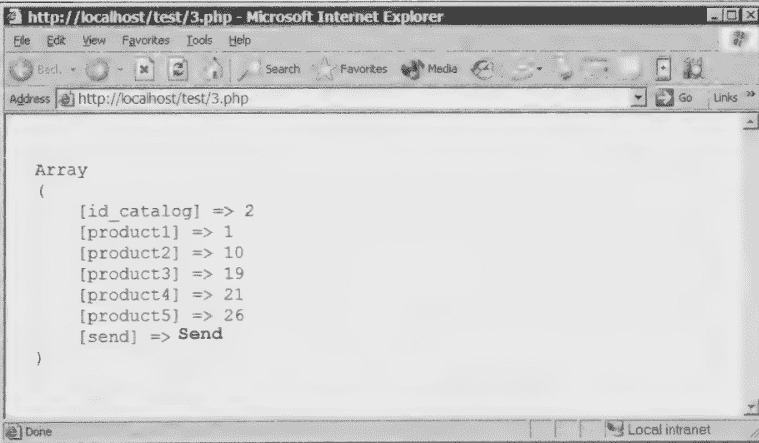 http://localhost/test/3.php - Microsoft Internet Explorer
File Edit View Favorites Tools Help
Back Search Favorites Media
Address http://localhost/test/3.php Go Links »
Array
(
[id_catalog] => 2
[product1] => 1
[product2] => 10
[product3] => 19
[product4] => 21
[product5] => 26
[send] => Send
)
Done Local intranet